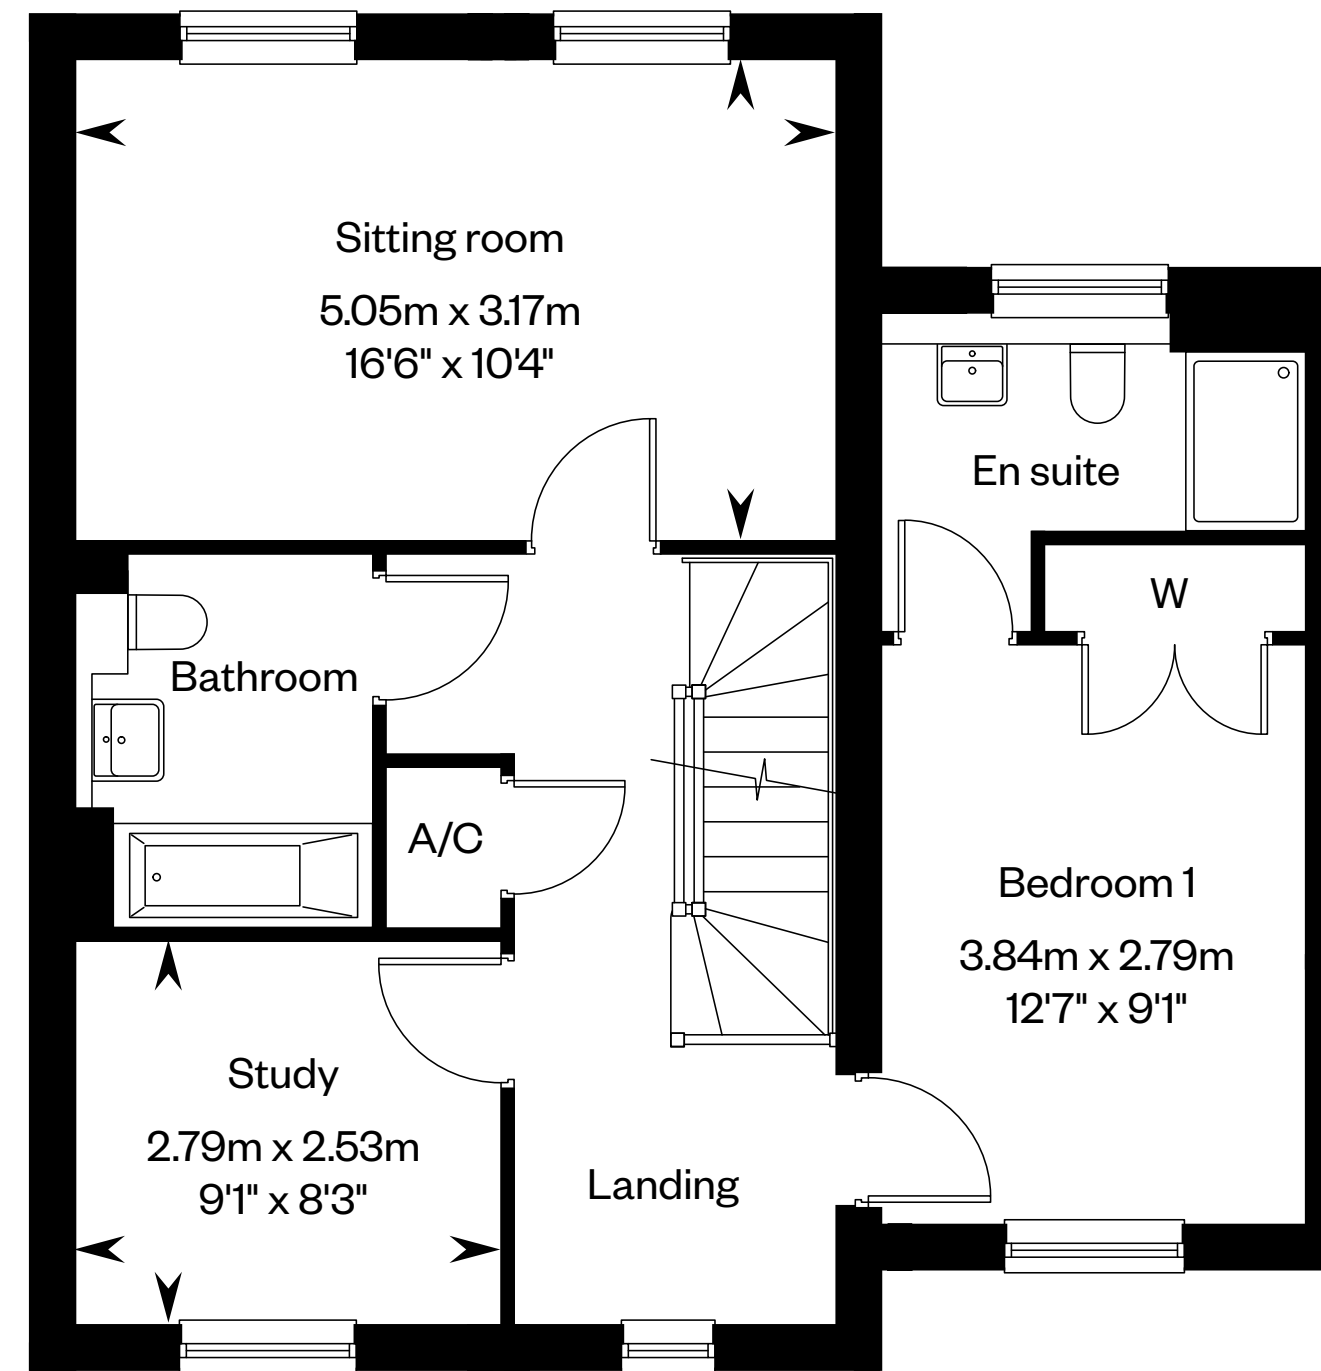 Sitting room
5.05m x 3.17m
16'6" x 10'4"
En suite
W
Bathroom
A/C
Bedroom 1
3.84m x 2.79m
12'7" x 9'1"
Study
2.79m x 2.53m
9'1" x 8'3"
Landing